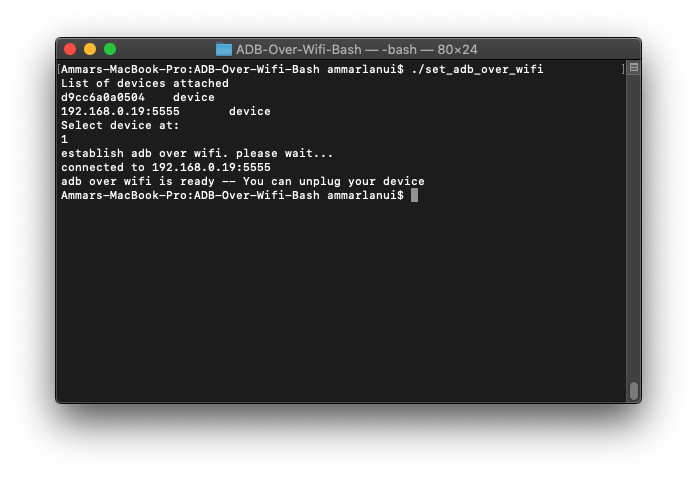 ADB-Over-Wifi-Bash — -bash — 80×24
[Ammars-MacBook-Pro:ADB-Over-Wifi-Bash ammarlanui$ ./set_adb_over_wifi ]
List of devices attached
d9cc6a0a0504    device
192.168.0.19:5555       device
Select device at:
1
establish adb over wifi. please wait...
connected to 192.168.0.19:5555
adb over wifi is ready -- You can unplug your device
Ammars-MacBook-Pro:ADB-Over-Wifi-Bash ammarlanui$